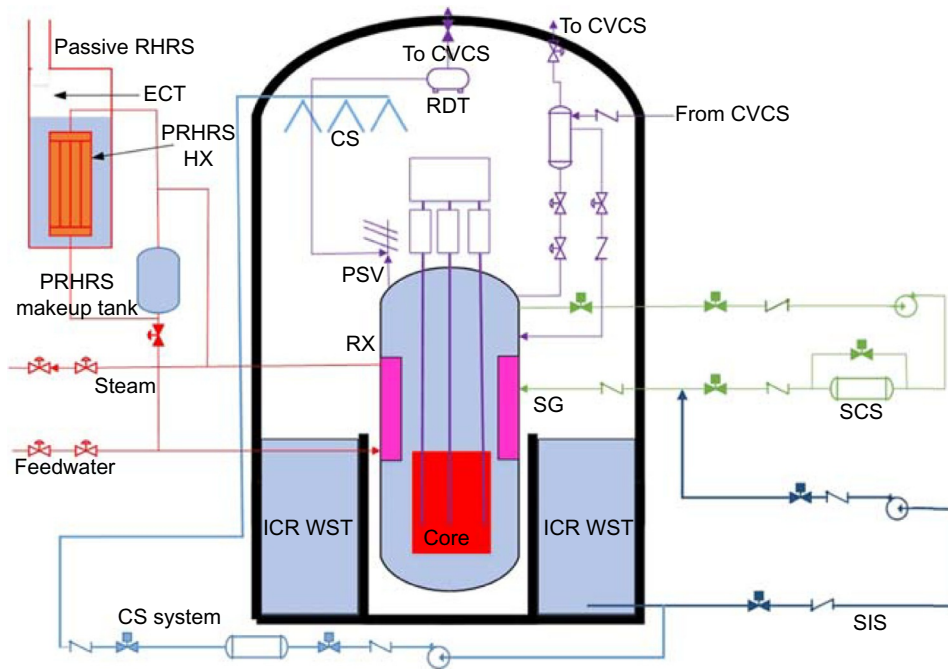 To CVCS
Passive RHRS
To CVCS
ECT
RDT
From CVCS
CS
PRHRS
HX
PSV
PRHRS
makeup tank
RX
Steam
SG
SCS
Feedwater
ICR WST
Core
ICR WST
CS system
SIS